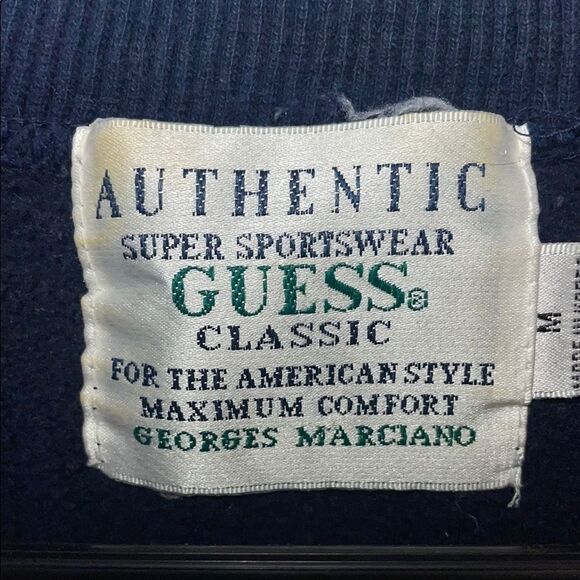 AUTHENTIC
SUPER SPORTSWEAR
GUESS®
CLASSIC
FOR THE AMERICAN STYLE
MAXIMUM COMFORT
GEORGES MARCIANO
M